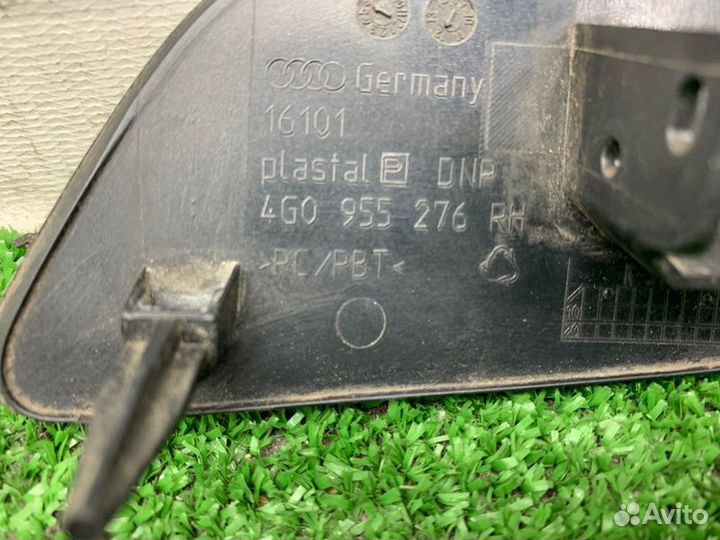 Germany
16101
plastal P DNP
4G0 955 276 RH
>PC/PBT<
Avito